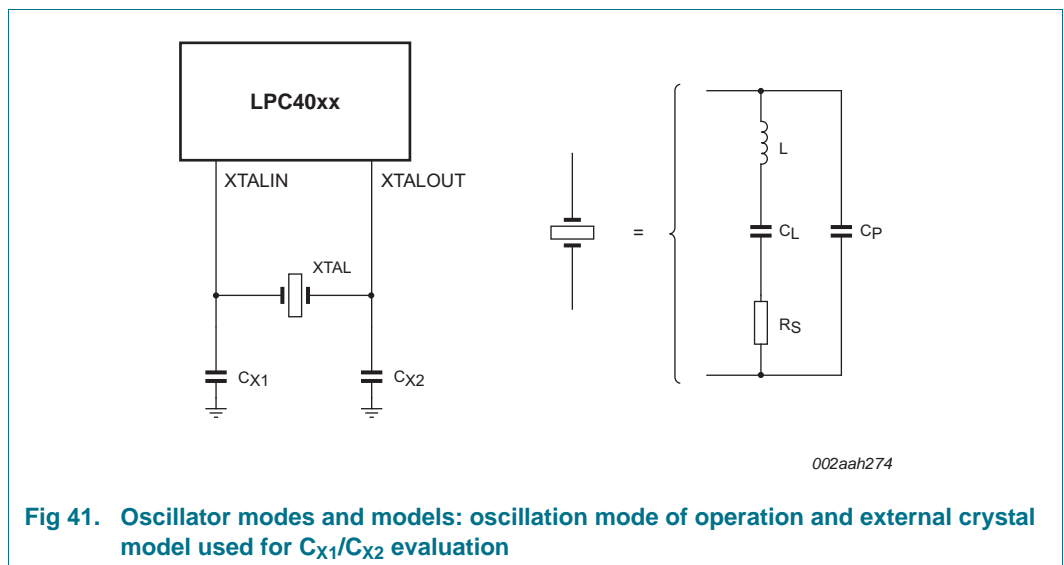 LPC40xx
XTALIN XTALOUT
XTAL
CX1 CX2
=
L
CL CP
RS
002aah274
Fig 41. Oscillator modes and models: oscillation mode of operation and external crystal
model used for CX1/CX2 evaluation